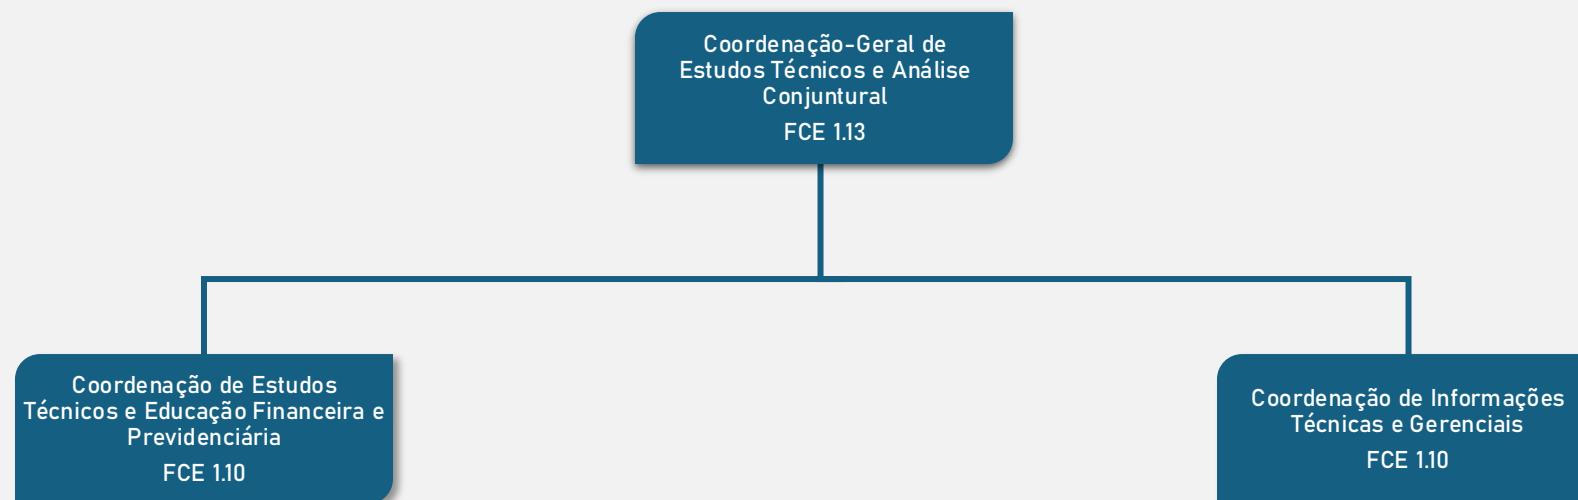 Coordenação-Geral de
Estudos Técnicos e Análise
Conjuntural
FCE 1.13
Coordenação de Estudos
Técnicos e Educação Financeira e
Previdenciária
FCE 1.10
Coordenação de Informações
Técnicas e Gerenciais
FCE 1.10